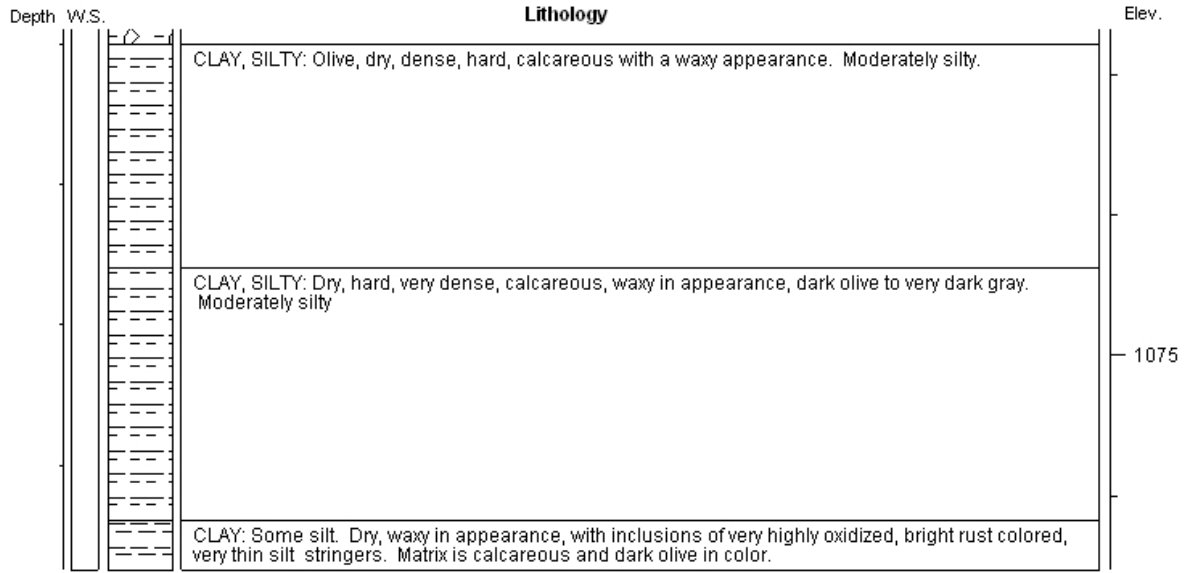 Depth W.S. Lithology Elev.
CLAY, SILTY: Olive, dry, dense, hard, calcareous with a waxy appearance. Moderately silty.
CLAY, SILTY: Dry, hard, very dense, calcareous, waxy in appearance, dark olive to very dark gray.
Moderately silty
1075
CLAY: Some silt. Dry, waxy in appearance, with inclusions of very highly oxidized, bright rust colored,
very thin silt stringers. Matrix is calcareous and dark olive in color.